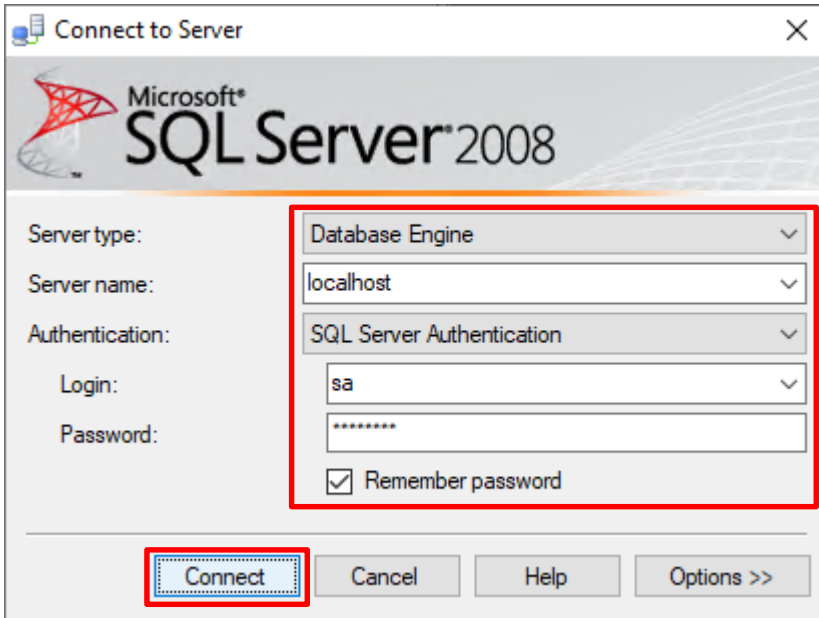 Connect to Server
Microsoft®
SQL Server® 2008
Server type: Database Engine
Server name: localhost
Authentication: SQL Server Authentication
Login: sa
Password: ********
Remember password
Connect Cancel Help Options >>